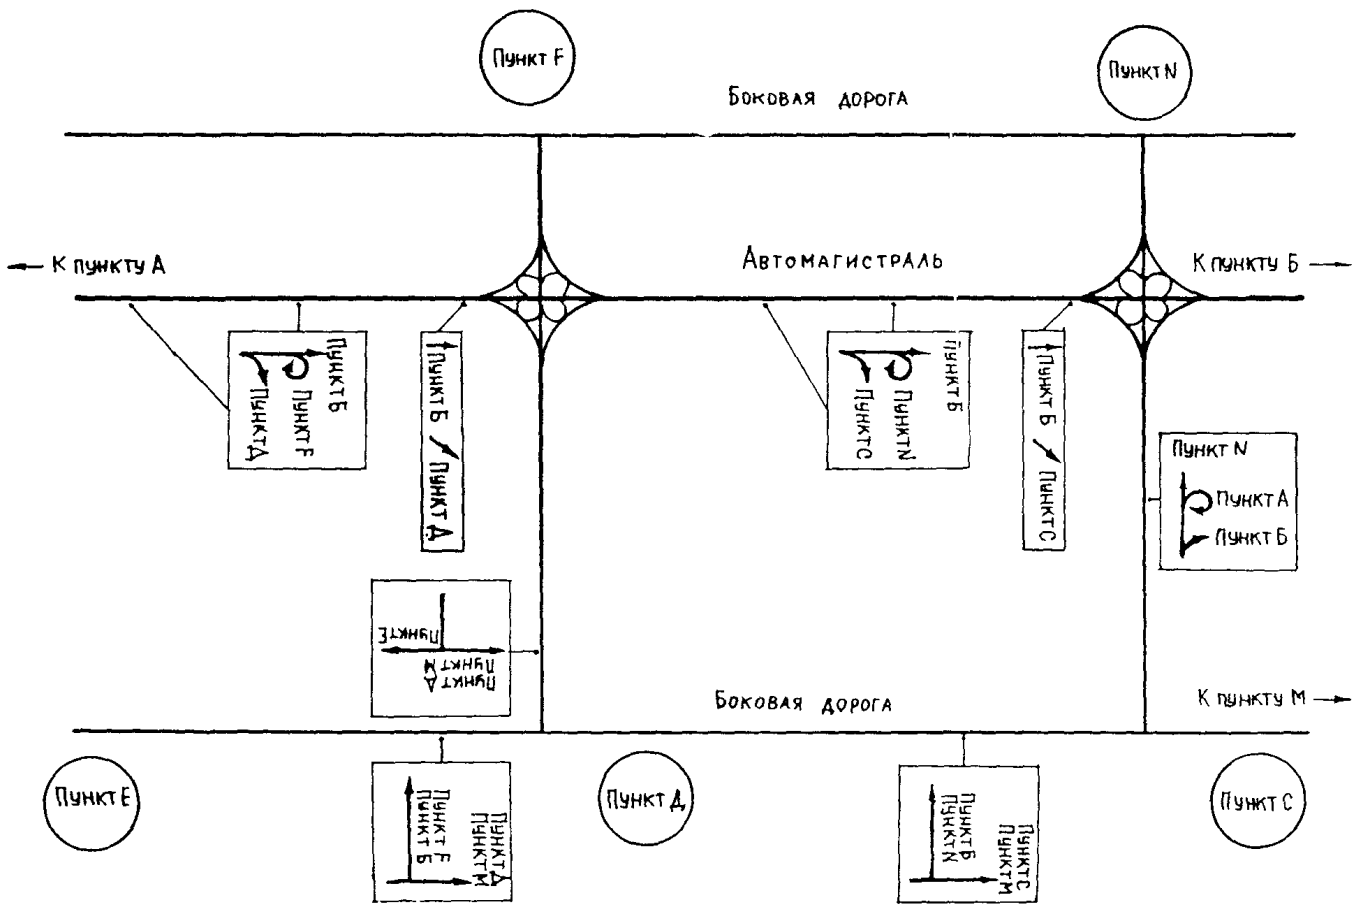 Пункт F
Пункт N
Боковая дорога
К пункту А
Автомагистраль
К пункту Б
Пункт Б
Пункт F
Пункт Д
Пункт Б
Пункт Д
Пункт Б
Пункт N
Пункт С
Пункт Б
Пункт С
Пункт N
Пункт А
Пункт Б
Пункт Е
Пункт М
Пункт Д
Боковая дорога
К пункту М
Пункт Е
Пункт Д
Пункт С
Пункт F
Пункт Б
Пункт Д
Пункт М
Пункт Б
Пункт N
Пункт С
Пункт М